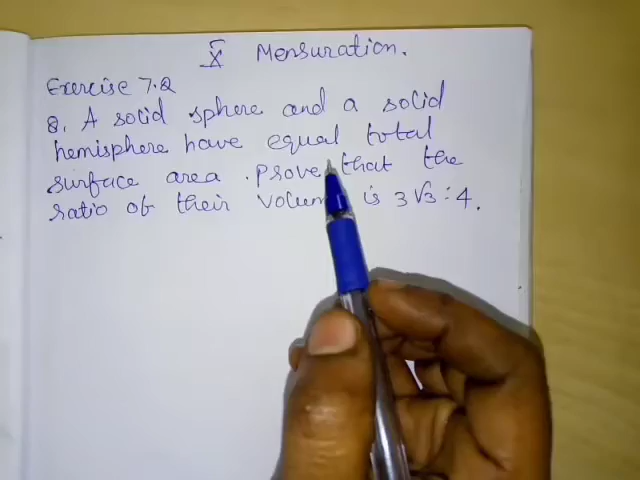 X Mensuration.
Exercise 7.2
8. A solid sphere and a solid
hemisphere have equal total
surface area. Prove that the
ratio of their volum is 3√3:4.